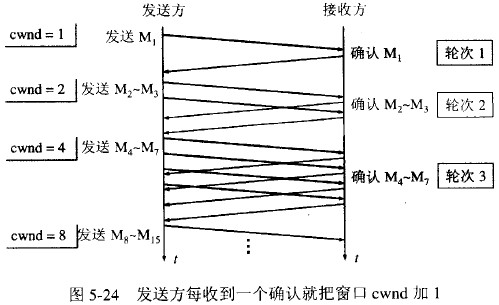 发送方 接收方
cwnd = 1 发送 M1 确认 M1 轮次 1
cwnd = 2 发送 M2~M3 确认 M2~M3 轮次 2
cwnd = 4 发送 M4~M7 确认 M4~M7 轮次 3
cwnd = 8 发送 M8~M15
t t
图 5-24 发送方每收到一个确认就把窗口 cwnd 加 1